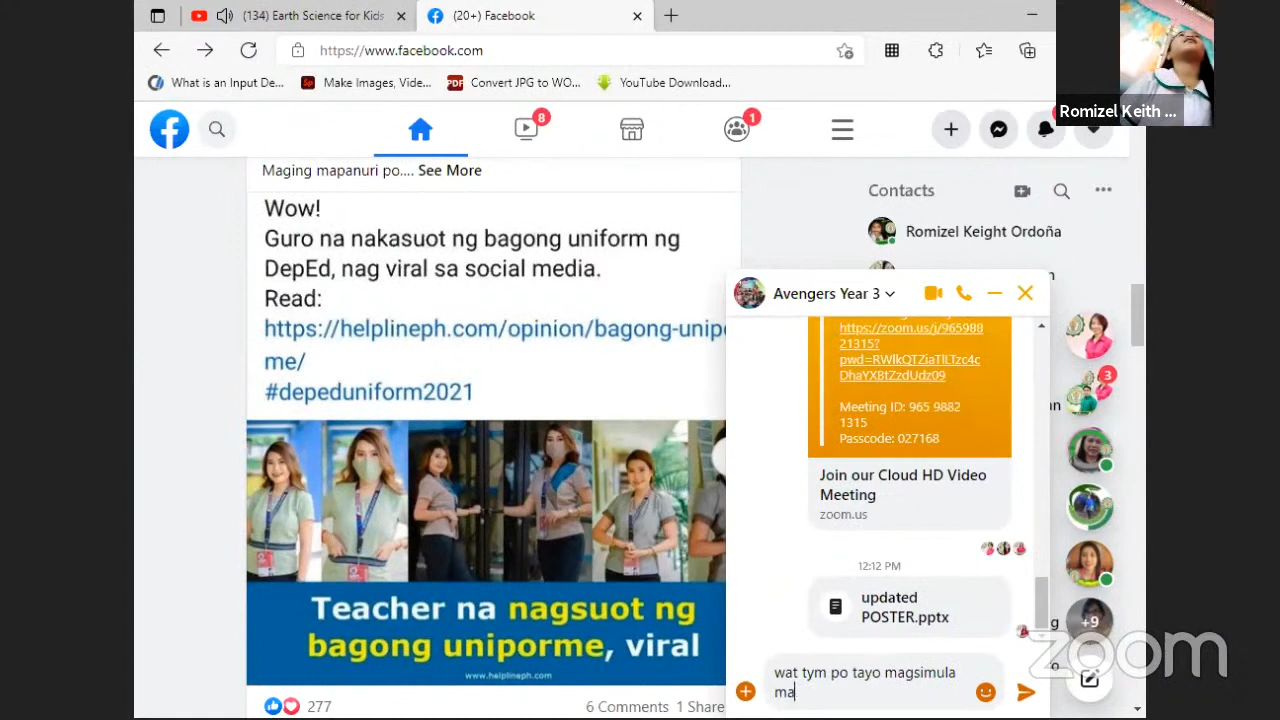 (134) Earth Science for Kids
(20+) Facebook
https://www.facebook.com
What is an Input De...
Make Images, Vide...
Convert JPG to WO...
YouTube Download...
Romizel Keith ...
8
1
Maging mapanuri po.... See More
Wow!
Guro na nakasuot ng bagong uniform ng
DepEd, nag viral sa social media.
Read:
https://helplineph.com/opinion/bagong-unipo
me/
#depeduniform2021
Teacher na nagsuot ng
bagong uniporme, viral
www.helplineph.com
277
6 Comments 1 Share
Contacts
Romizel Keight Ordoña
Avengers Year 3
https://zoom.us/j/965988
21315?
pwd=RWlkQTZiaTlLTzc4c
DhaYXBtZzdUdz09
Meeting ID: 965 9882
1315
Passcode: 027168
Join our Cloud HD Video
Meeting
zoom.us
12:12 PM
updated
POSTER.pptx
wat tym po tayo magsimula
ma
3
+9
zoom